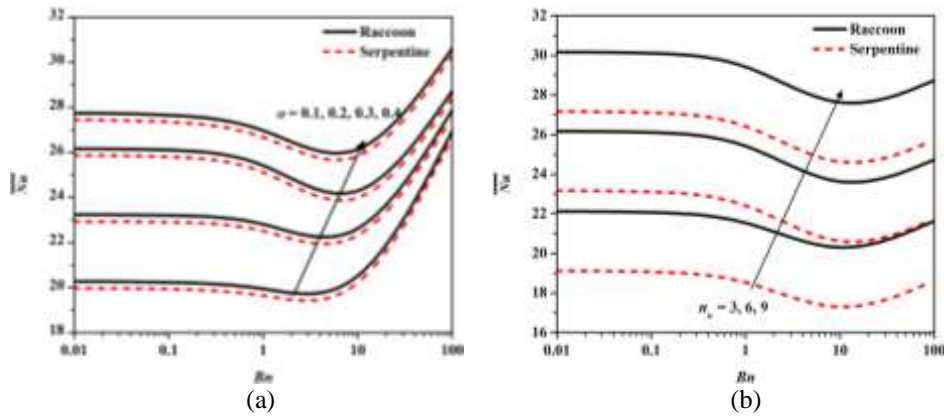 32
30
28
26
24
22
20
18
Nu
Raccoon
Serpentine
= 0.1, 0.2, 0.3, 0.4
0.01 0.1 1 10 100
Bn
(a)
32
30
28
26
24
22
20
18
16
Nu
Raccoon
Serpentine
= 3, 6, 9
0.01 0.1 1 10 100
Bn
(b)